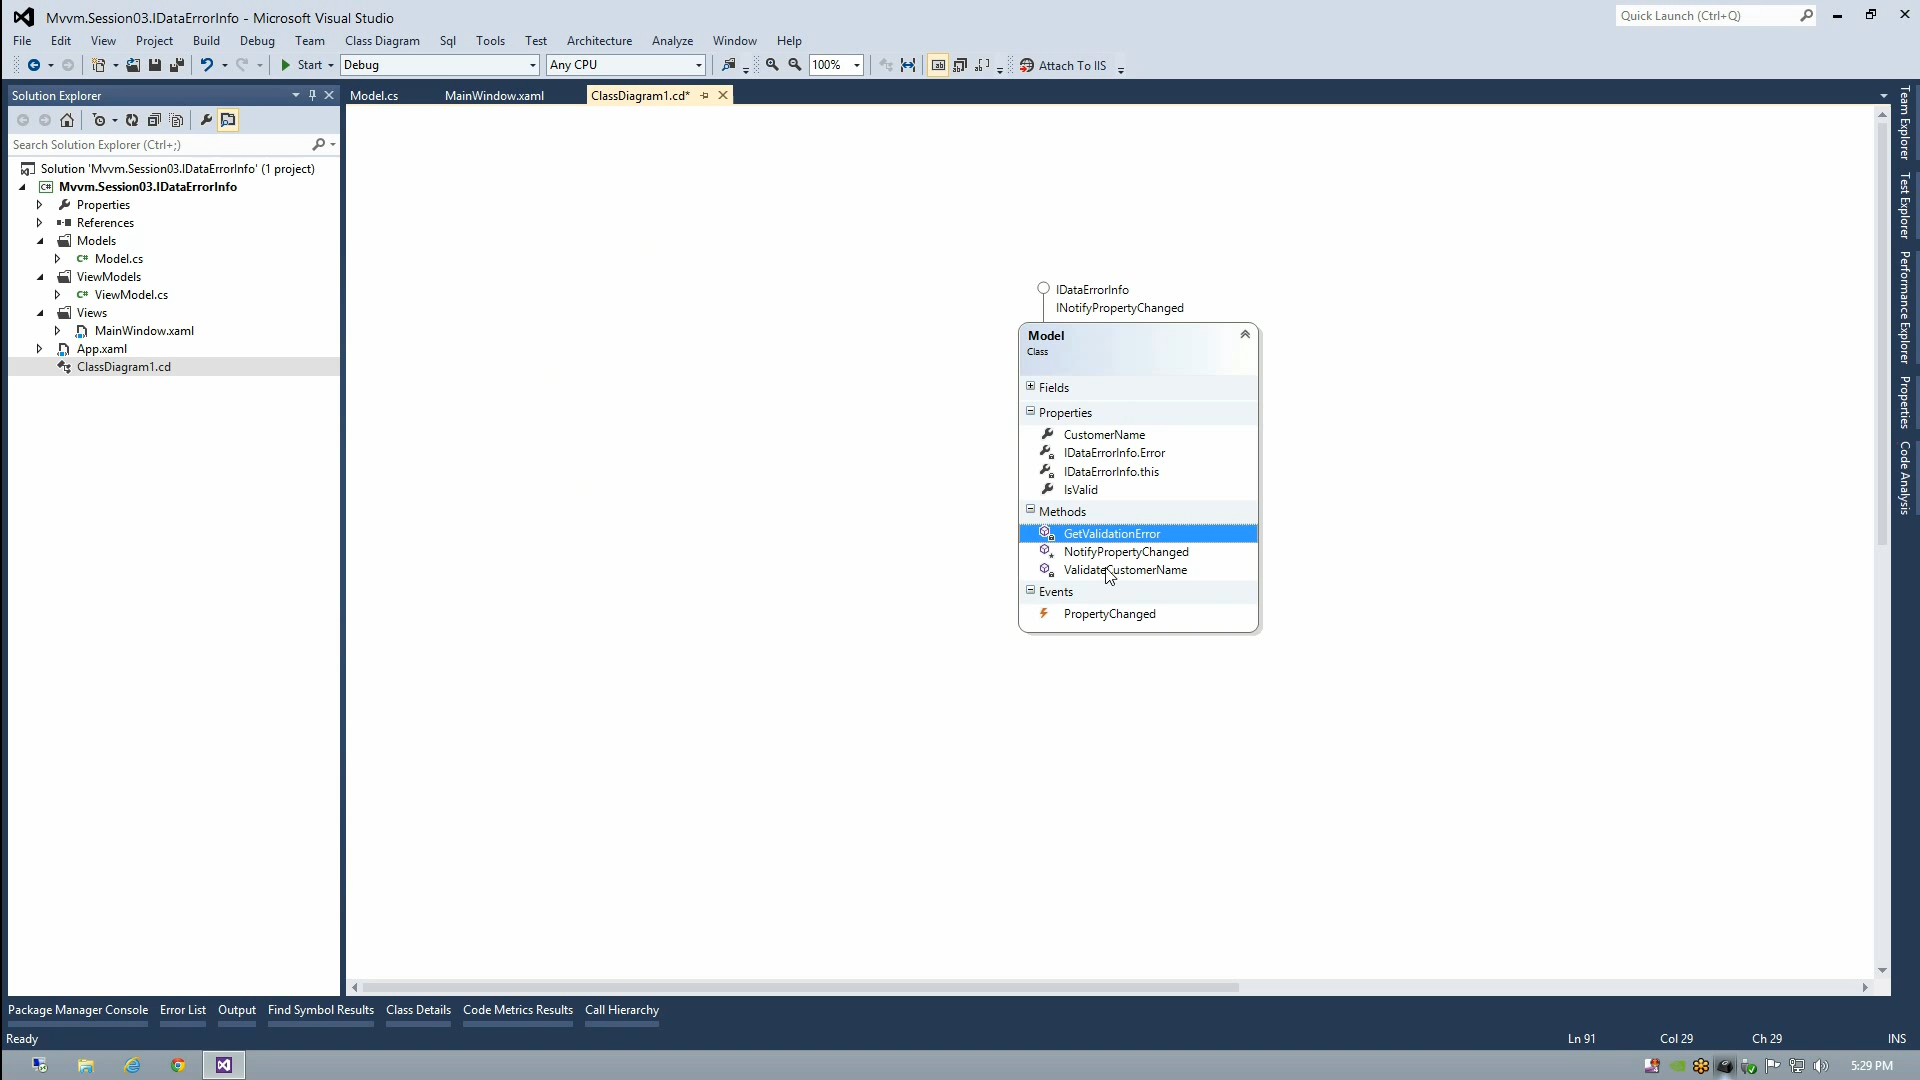 Mvvm.Session03.IDataErrorInfo - Microsoft Visual Studio
Quick Launch (Ctrl+Q)
File Edit View Project Build Debug Team Class Diagram Sql Tools Test Architecture Analyze Window Help
Start Debug Any CPU 100% Attach To IIS
Solution Explorer
Model.cs MainWindow.xaml ClassDiagram1.cd*
Search Solution Explorer (Ctrl+;)
Solution 'Mvvm.Session03.IDataErrorInfo' (1 project)
Mvvm.Session03.IDataErrorInfo
Properties
References
Models
Model.cs
ViewModels
ViewModel.cs
Views
MainWindow.xaml
App.xaml
ClassDiagram1.cd
IDataErrorInfo
INotifyPropertyChanged
Model
Class
Fields
Properties
CustomerName
IDataErrorInfo.Error
IDataErrorInfo.this
IsValid
Methods
GetValidationError
NotifyPropertyChanged
ValidateCustomerName
Events
PropertyChanged
Team Explorer
Test Explorer
Performance Explorer
Properties
Code Analysis
Package Manager Console Error List Output Find Symbol Results Class Details Code Metrics Results Call Hierarchy
Ready Ln 91 Col 29 Ch 29 INS
5:29 PM